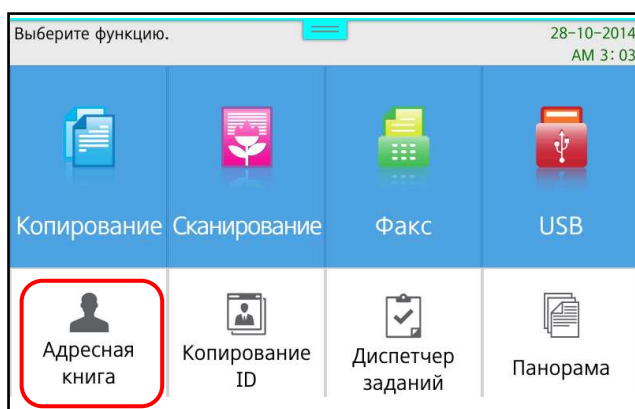 Выберите функцию.
28-10-2014
AM 3: 03
Копирование
Сканирование
Факс
USB
Адресная
книга
Копирование
ID
Диспетчер
заданий
Панорама